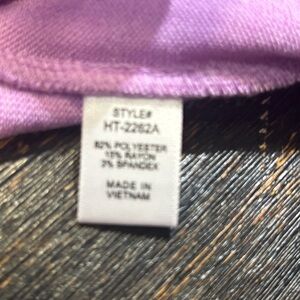 STYLE#
HT-2262A
82% POLYESTER
15% RAYON
3% SPANDEX
MADE IN
VIETNAM